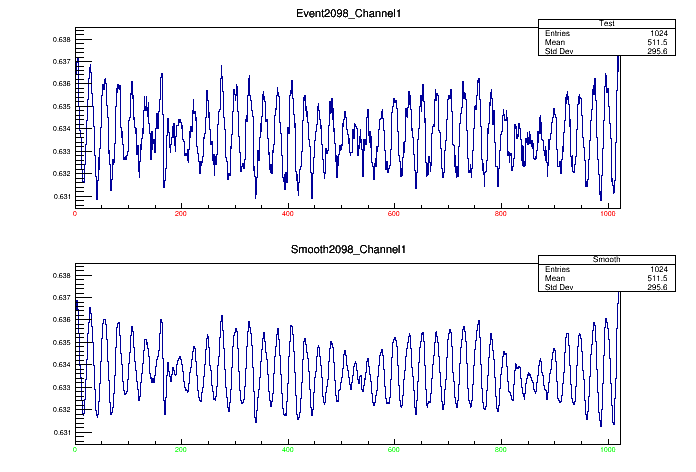 Event2098_Channel1
Test
Entries 1024
Mean 511.5
Std Dev 295.6
0.638
0.637
0.636
0.635
0.634
0.633
0.632
0.631
0 200 400 600 800 1000
Smooth2098_Channel1
Smooth
Entries 1024
Mean 511.5
Std Dev 295.6
0.638
0.637
0.636
0.635
0.634
0.633
0.632
0.631
0 200 400 600 800 1000